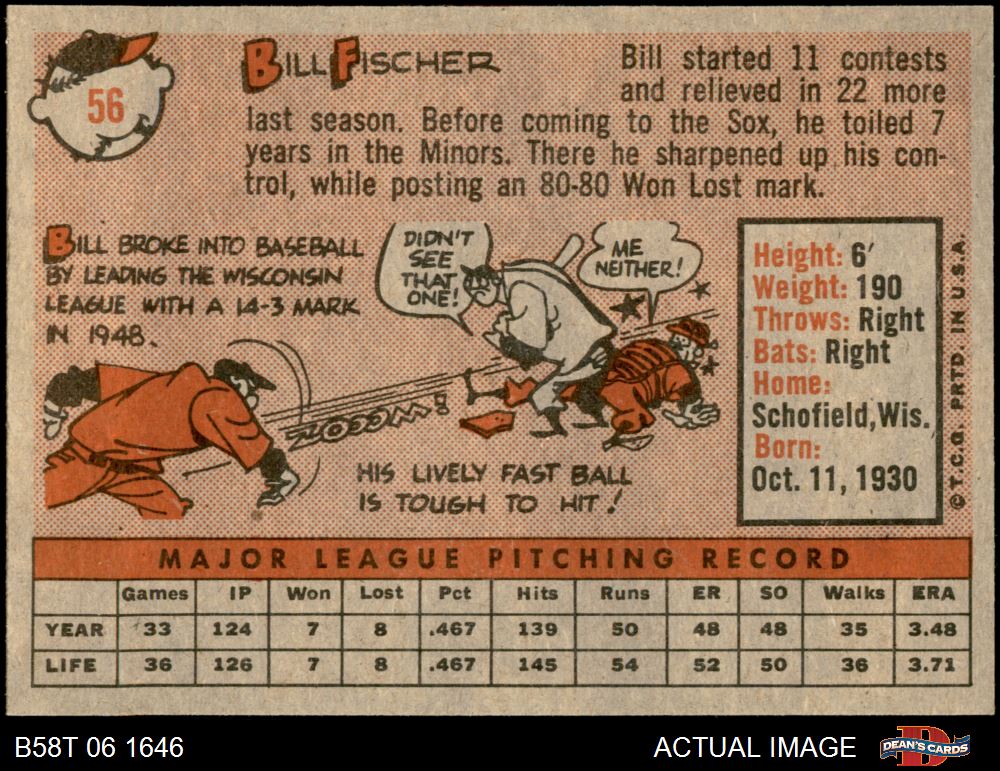 56
BILL FISCHER
Bill started 11 contests
and relieved in 22 more
last season. Before coming to the Sox, he toiled 7
years in the Minors. There he sharpened up his con-
trol, while posting an 80-80 Won Lost mark.
BILL BROKE INTO BASEBALL
BY LEADING THE WISCONSIN
LEAGUE WITH A 14-3 MARK
IN 1948.
DIDN'T
SEE
THAT
ONE!
ME
NEITHER!
ZOOOOM!
HIS LIVELY FAST BALL
IS TOUGH TO HIT!
Height: 6'
Weight: 190
Throws: Right
Bats: Right
Home:
Schofield, Wis.
Born:
Oct. 11, 1930
© T.C.G. PRTD. IN U.S.A.
MAJOR LEAGUE PITCHING RECORD
Games IP Won Lost Pct Hits Runs ER SO Walks ERA
YEAR 33 124 7 8 .467 139 50 48 48 35 3.48
LIFE 36 126 7 8 .467 145 54 52 50 36 3.71
B58T 06 1646
ACTUAL IMAGE
DEAN'S CARDS